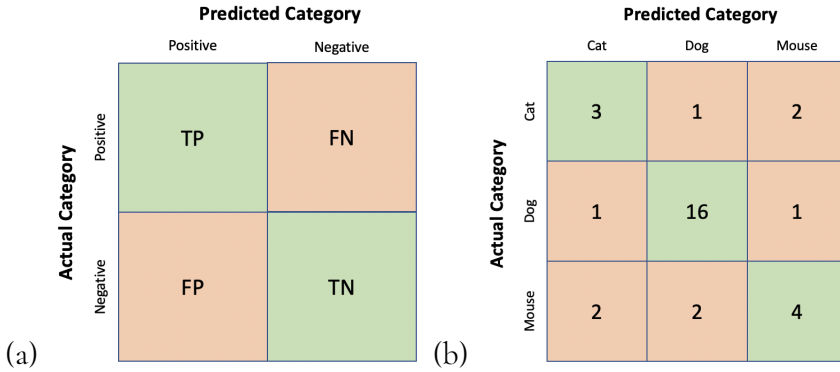 Predicted Category
Positive Negative
Actual Category
Positive
TP FN
Negative
FP TN
(a)
Predicted Category
Cat Dog Mouse
Actual Category
Cat
3 1 2
Dog
1 16 1
Mouse
2 2 4
(b)